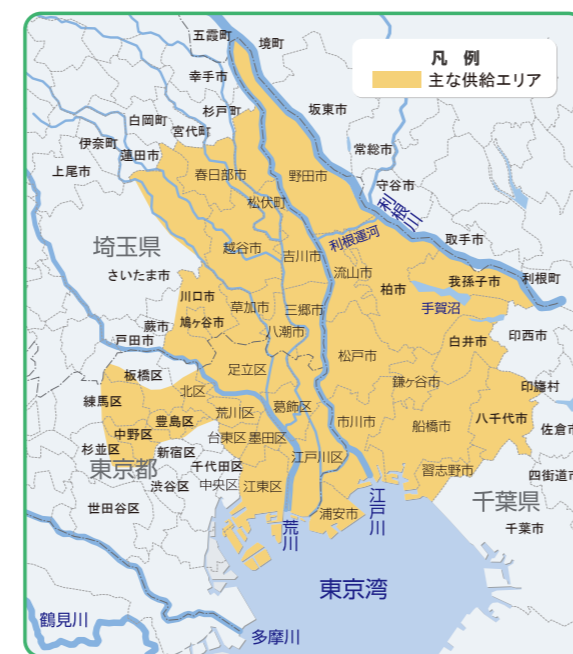 凡 例
主な供給エリア
五霞町
境町
幸手市
坂東市
杉戸町
白岡町
宮代町
伊奈町
蓮田市
上尾市
常総市
守谷市
春日部市
野田市
松伏町
利根川
利根運河
取手市
埼玉県
越谷市
吉川市
流山市
さいたま市
柏市
我孫子市
利根町
手賀沼
川口市
草加市
三郷市
鳩ヶ谷市
八潮市
蕨市
戸田市
白井市
印西市
松戸市
板橋区
足立区
鎌ヶ谷市
印旛村
北区
練馬区
荒川区
葛飾区
豊島区
市川市
船橋市
八千代市
中野区
台東区
墨田区
佐倉市
杉並区
新宿区
江戸川区
東京都
千代田区
習志野市
渋谷区
中央区
江東区
四街道市
世田谷区
浦安市
江戸川
千葉県
荒川
千葉市
東京湾
鶴見川
多摩川